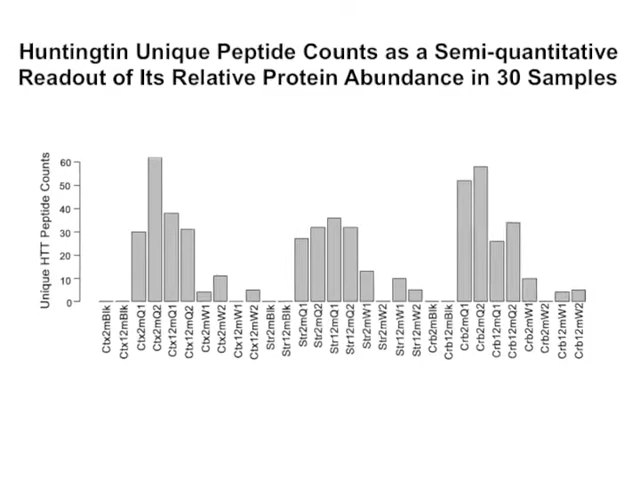 Huntingtin Unique Peptide Counts as a Semi-quantitative
Readout of Its Relative Protein Abundance in 30 Samples
Unique HTT Peptide Counts
60
50
40
30
20
10
0
Ctx2mBlk
Ctx12mBlk
Ctx2mQ1
Ctx2mQ2
Ctx12mQ1
Ctx12mQ2
Ctx2mW1
Ctx2mW2
Ctx12mW1
Ctx12mW2
Str2mBlk
Str12mBlk
Str2mQ1
Str2mQ2
Str12mQ1
Str12mQ2
Str2mW1
Str2mW2
Str12mW1
Str12mW2
Crb2mBlk
Crb12mBlk
Crb2mQ1
Crb2mQ2
Crb12mQ1
Crb12mQ2
Crb2mW1
Crb2mW2
Crb12mW1
Crb12mW2